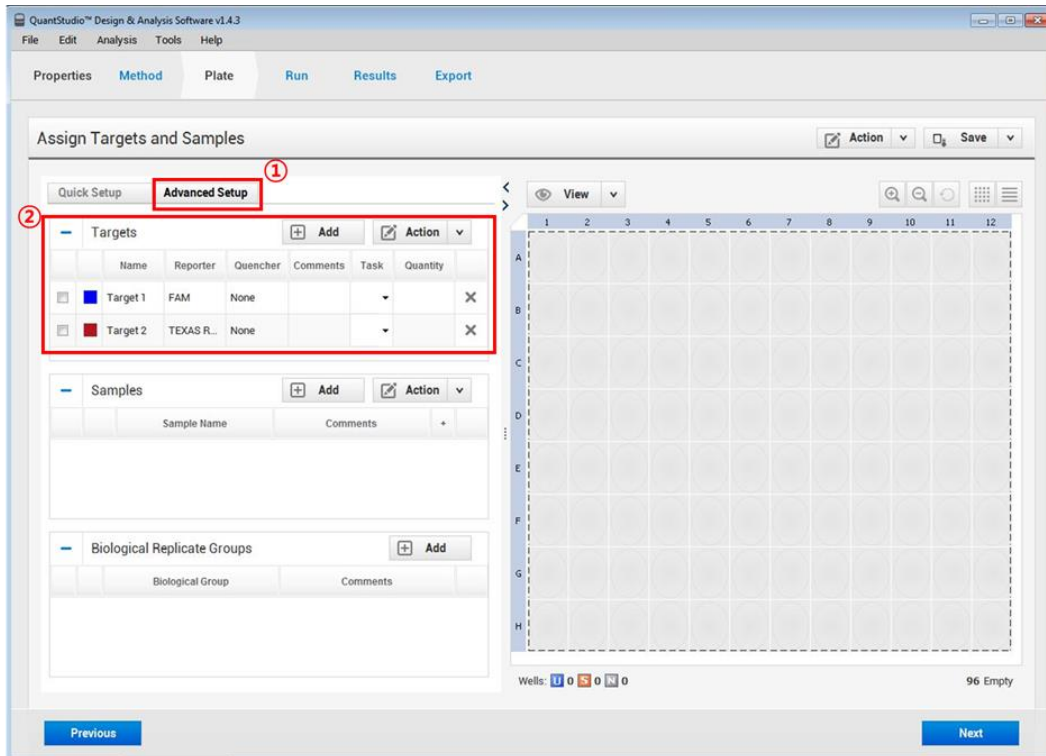 QuantStudio™ Design & Analysis Software v1.4.3
File Edit Analysis Tools Help
Properties Method Plate Run Results Export
Assign Targets and Samples
Action Save
①
Quick Setup Advanced Setup
View
②
Targets Add Action
Name Reporter Quencher Comments Task Quantity
Target 1 FAM None
Target 2 TEXAS R... None
Samples Add Action
Sample Name Comments +
Biological Replicate Groups Add
Biological Group Comments
1 2 3 4 5 6 7 8 9 10 11 12
A
B
C
D
E
F
G
H
Wells: U 0 S 0 N 0 96 Empty
Previous Next